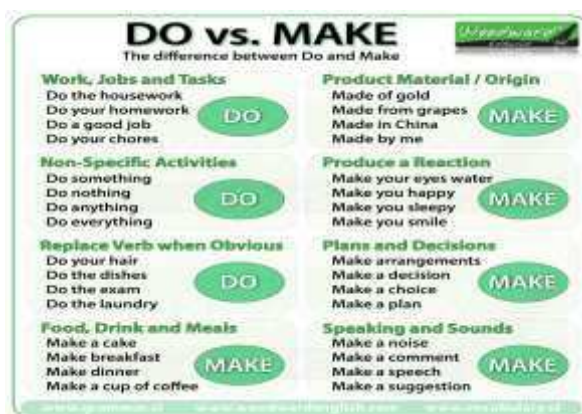 DO vs. MAKE
Woodward
The difference between Do and Make
Work, Jobs and Tasks
Do the housework
Do your homework
Do a good job
Do your chores
DO
Product Material / Origin
Made of gold
Made from grapes
Made in China
Made by me
MAKE
Non-Specific Activities
Do something
Do nothing
Do anything
Do everything
DO
Produce a Reaction
Make your eyes water
Make you happy
Make you sleepy
Make you smile
MAKE
Replace Verb when Obvious
Do your hair
Do the dishes
Do the exam
Do the laundry
DO
Plans and Decisions
Make arrangements
Make a decision
Make a choice
Make a plan
MAKE
Food, Drink and Meals
Make a cake
Make breakfast
Make dinner
Make a cup of coffee
MAKE
Speaking and Sounds
Make a noise
Make a comment
Make a speech
Make a suggestion
MAKE